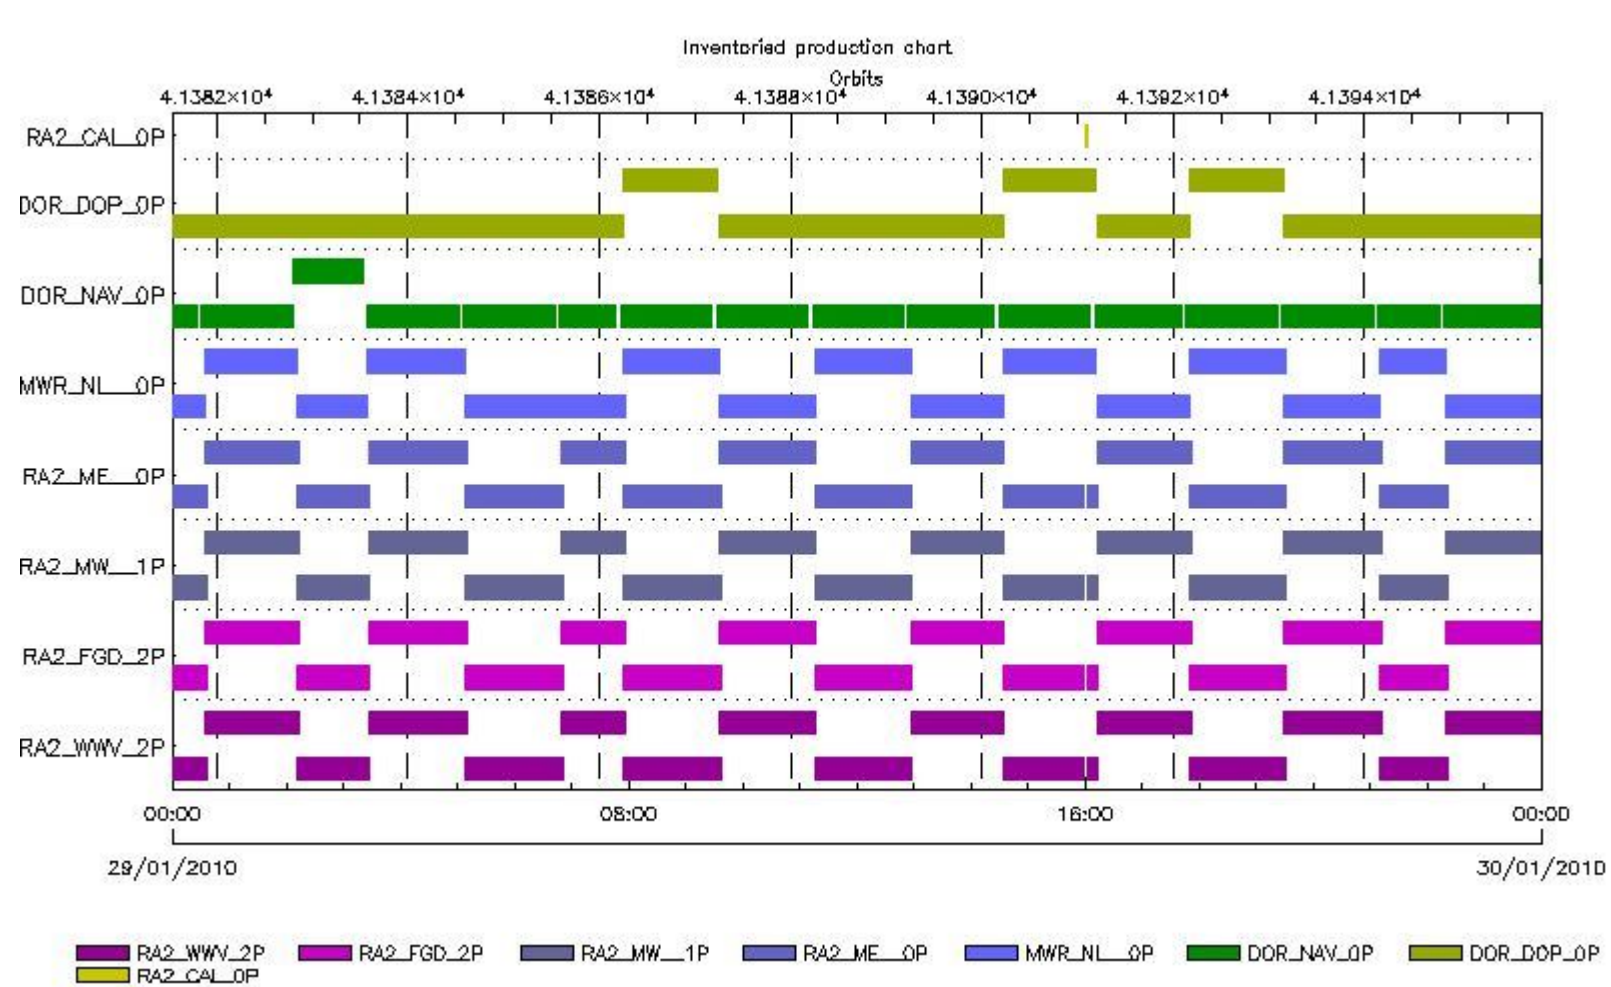 Inventoried production chart
Orbits
4.1382×10⁴ 4.1384×10⁴ 4.1386×10⁴ 4.1388×10⁴ 4.1390×10⁴ 4.1392×10⁴ 4.1394×10⁴
RA2_CAL_0P
DOR_DOP_0P
DOR_NAV_0P
MWR_NL__0P
RA2_ME__0P
RA2_MW__1P
RA2_FGD_2P
RA2_WWV_2P
00:00 08:00 16:00 00:00
29/01/2010 30/01/2010
RA2_WWV_2P RA2_FGD_2P RA2_MW__1P RA2_ME__0P MWR_NL__0P DOR_NAV_0P DOR_DOP_0P
RA2_CAL_0P